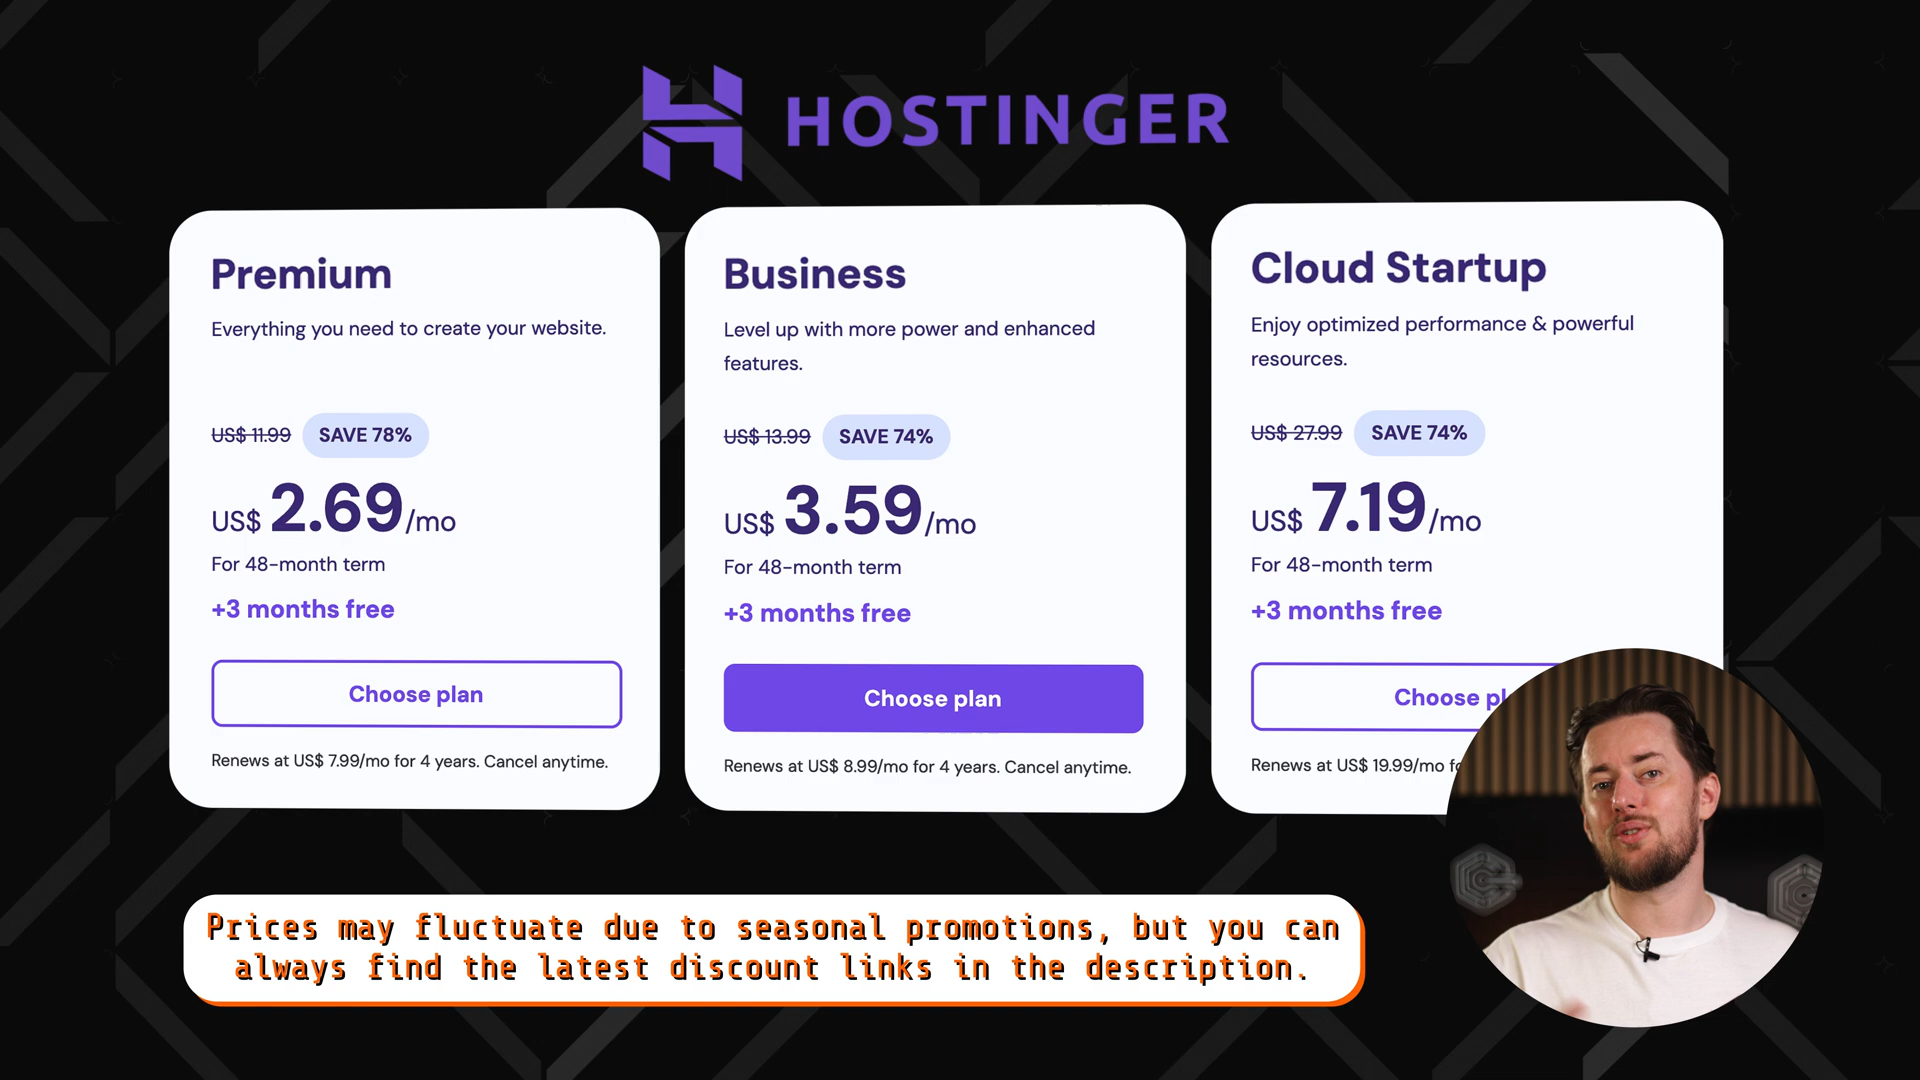 HOSTINGER
Premium
Everything you need to create your website.
US$ 11.99 SAVE 78%
US$ 2.69/mo
For 48-month term
+3 months free
Choose plan
Renews at US$ 7.99/mo for 4 years. Cancel anytime.
Business
Level up with more power and enhanced
features.
US$ 13.99 SAVE 74%
US$ 3.59/mo
For 48-month term
+3 months free
Choose plan
Renews at US$ 8.99/mo for 4 years. Cancel anytime.
Cloud Startup
Enjoy optimized performance & powerful
resources.
US$ 27.99 SAVE 74%
US$ 7.19/mo
For 48-month term
+3 months free
Choose
Renews at US$ 19.99/mo
Prices may fluctuate due to seasonal promotions, but you can
always find the latest discount links in the description.